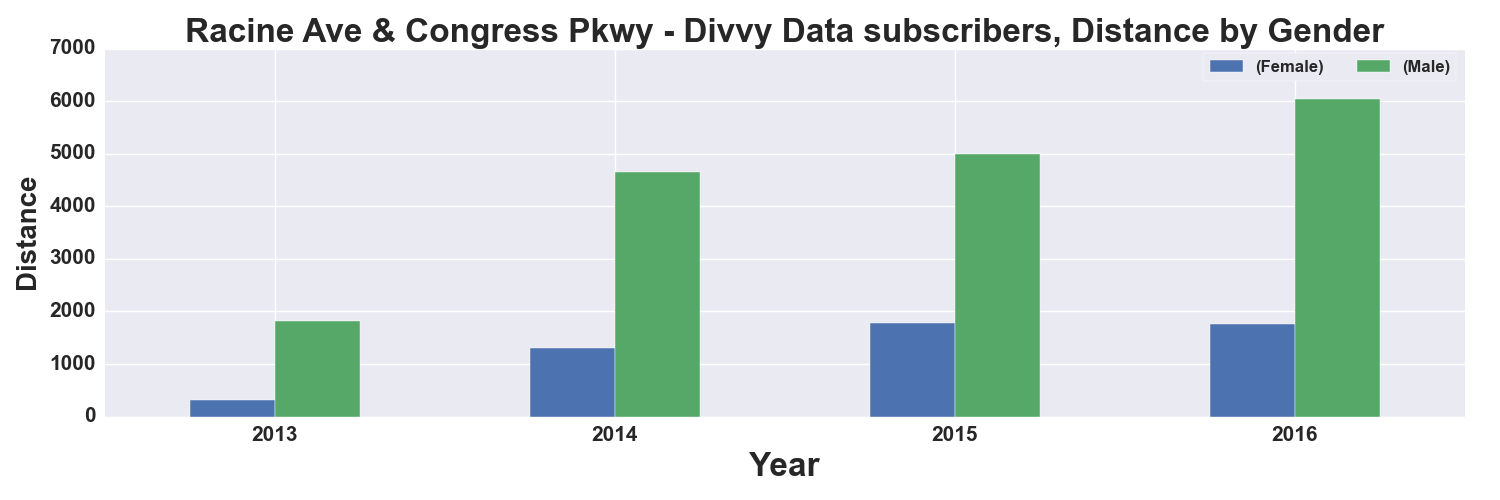 Racine Ave & Congress Pkwy - Divvy Data subscribers, Distance by Gender
7000
6000
5000
4000
3000
2000
1000
0
Distance
(Female) (Male)
2013 2014 2015 2016
Year